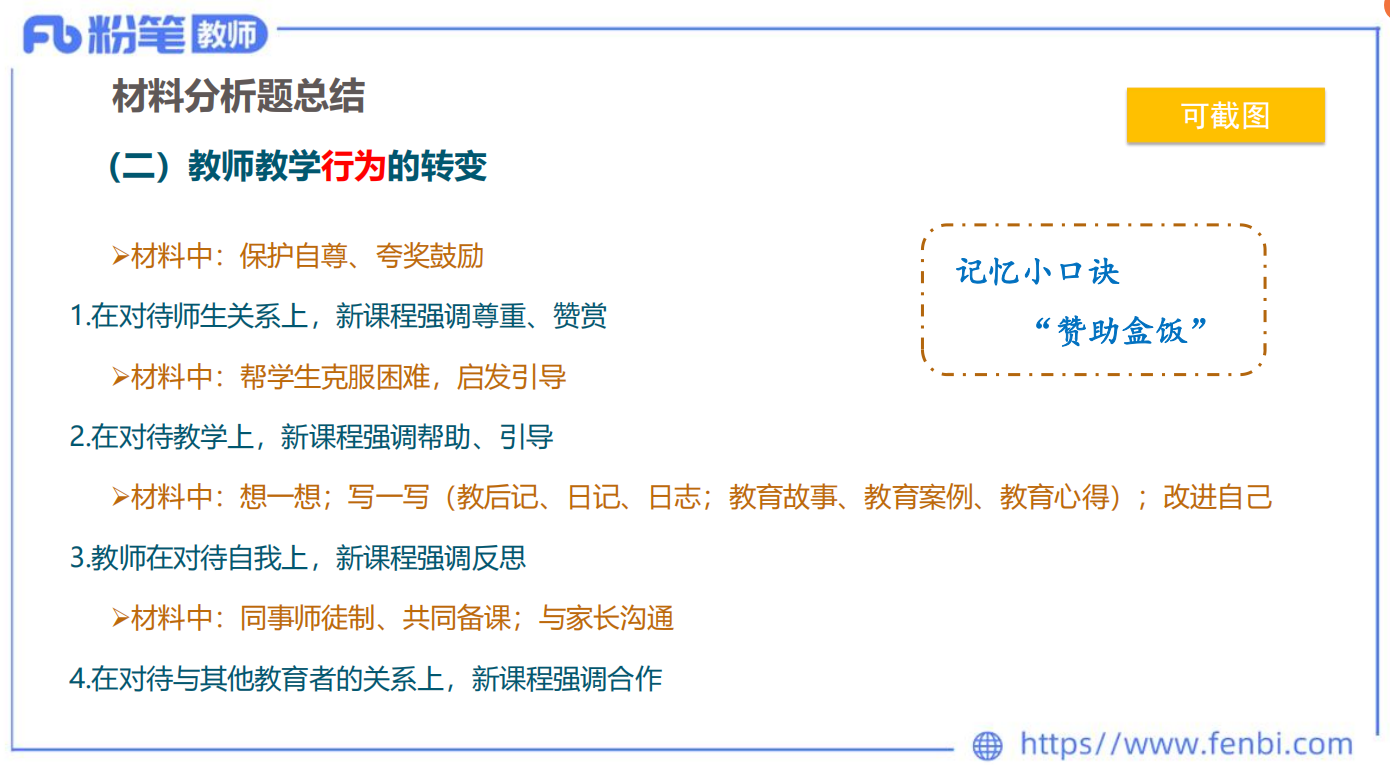 粉笔教师
材料分析题总结
可截图
（二）教师教学行为的转变
➢材料中：保护自尊、夸奖鼓励
记忆小口诀
1.在对待师生关系上，新课程强调尊重、赞赏
“赞助盒饭”
➢材料中：帮学生克服困难，启发引导
2.在对待教学上，新课程强调帮助、引导
➢材料中：想一想；写一写（教后记、日记、日志；教育故事、教育案例、教育心得）；改进自己
3.教师在对待自我上，新课程强调反思
➢材料中：同事师徒制、共同备课；与家长沟通
4.在对待与其他教育者的关系上，新课程强调合作
https//www.fenbi.com